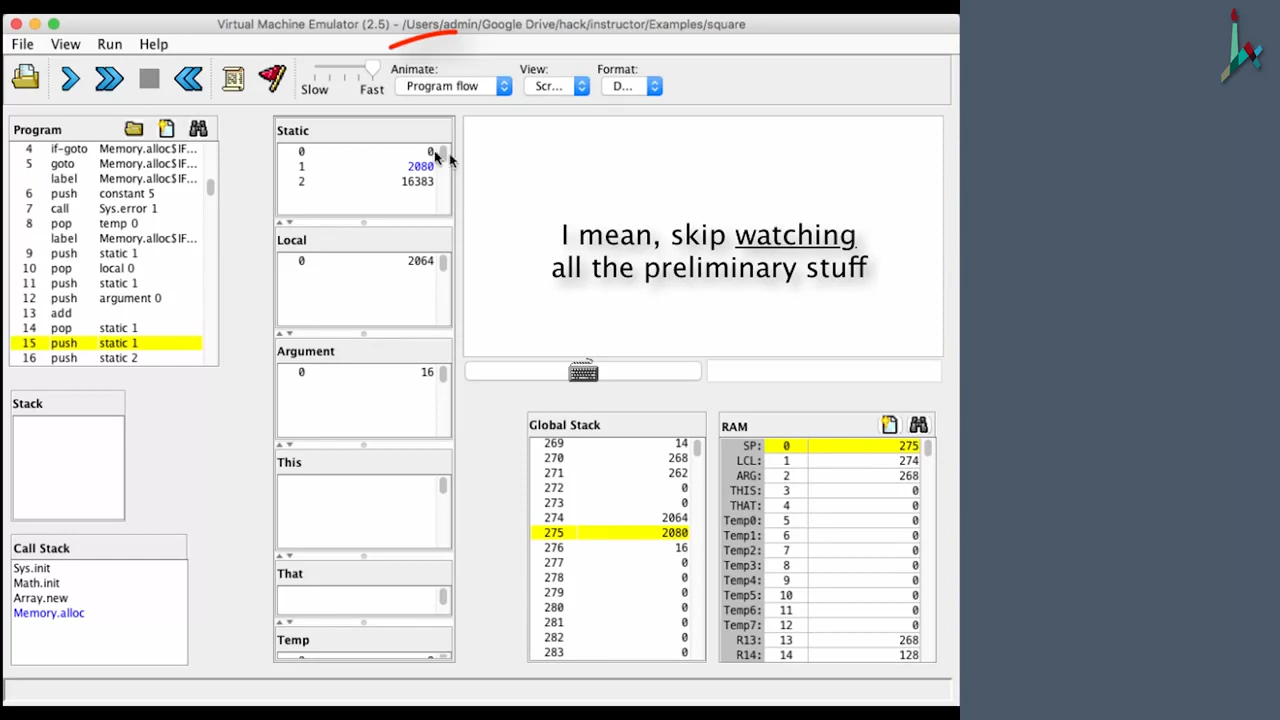 Virtual Machine Emulator (2.5) - /Users/admin/Google Drive/hack/instructor/Examples/square
File View Run Help
Slow Fast
Animate: View: Format:
Program flow Scr... D...
Program
4 if-goto Memory.alloc$IF...
5 goto Memory.alloc$IF...
label Memory.alloc$IF...
6 push constant 5
7 call Sys.error 1
8 pop temp 0
label Memory.alloc$IF...
9 push static 1
10 pop local 0
11 push static 1
12 push argument 0
13 add
14 pop static 1
15 push static 1
16 push static 2
Stack
Call Stack
Sys.init
Math.init
Array.new
Memory.alloc
Static
0 0
1 2080
2 16383
Local
0 2064
Argument
0 16
This
That
Temp
I mean, skip watching
all the preliminary stuff
Global Stack
269 14
270 268
271 262
272 0
273 0
274 2064
275 2080
276 16
277 0
278 0
279 0
280 0
281 0
282 0
283 0
RAM
SP: 0 275
LCL: 1 274
ARG: 2 268
THIS: 3 0
THAT: 4 0
Temp0: 5 0
Temp1: 6 0
Temp2: 7 0
Temp3: 8 0
Temp4: 9 0
Temp5: 10 0
Temp6: 11 0
Temp7: 12 0
R13: 13 268
R14: 14 128